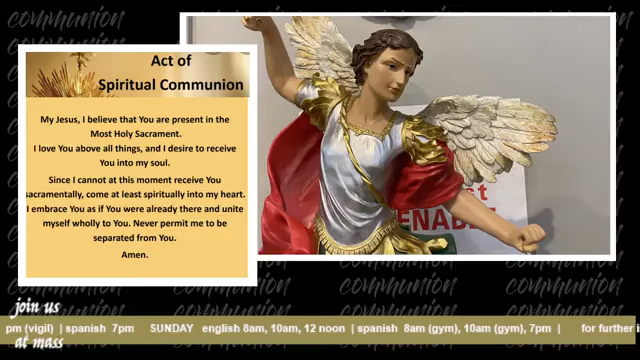 communion
Act of
Spiritual Communion
My Jesus, I believe that You are present in the
Most Holy Sacrament.
I love You above all things, and I desire to receive
You into my soul.
Since I cannot at this moment receive You
sacramentally, come at least spiritually into my heart.
I embrace You as if You were already there and unite
myself wholly to You. Never permit me to be
separated from You.
Amen.
ENABLE
join us
at mass
pm (vigil) | spanish 7pm SUNDAY english 8am, 10am, 12 noon | spanish 8am (gym), 10am (gym), 7pm | for further